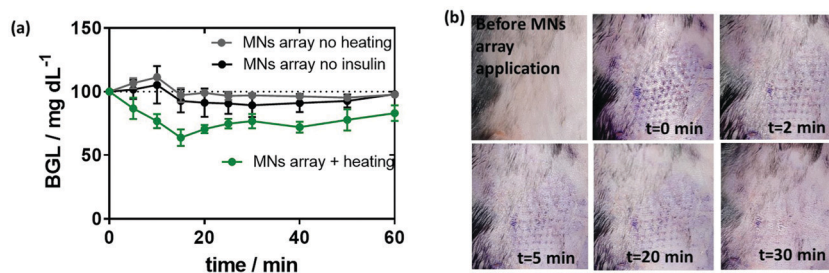 (a)
150
100
50
0
BGL / mg dL⁻¹
MNs array no heating
MNs array no insulin
MNs array + heating
0
20
40
60
time / min
(b)
Before MNs
array
application
t=0 min
t=2 min
t=5 min
t=20 min
t=30 min